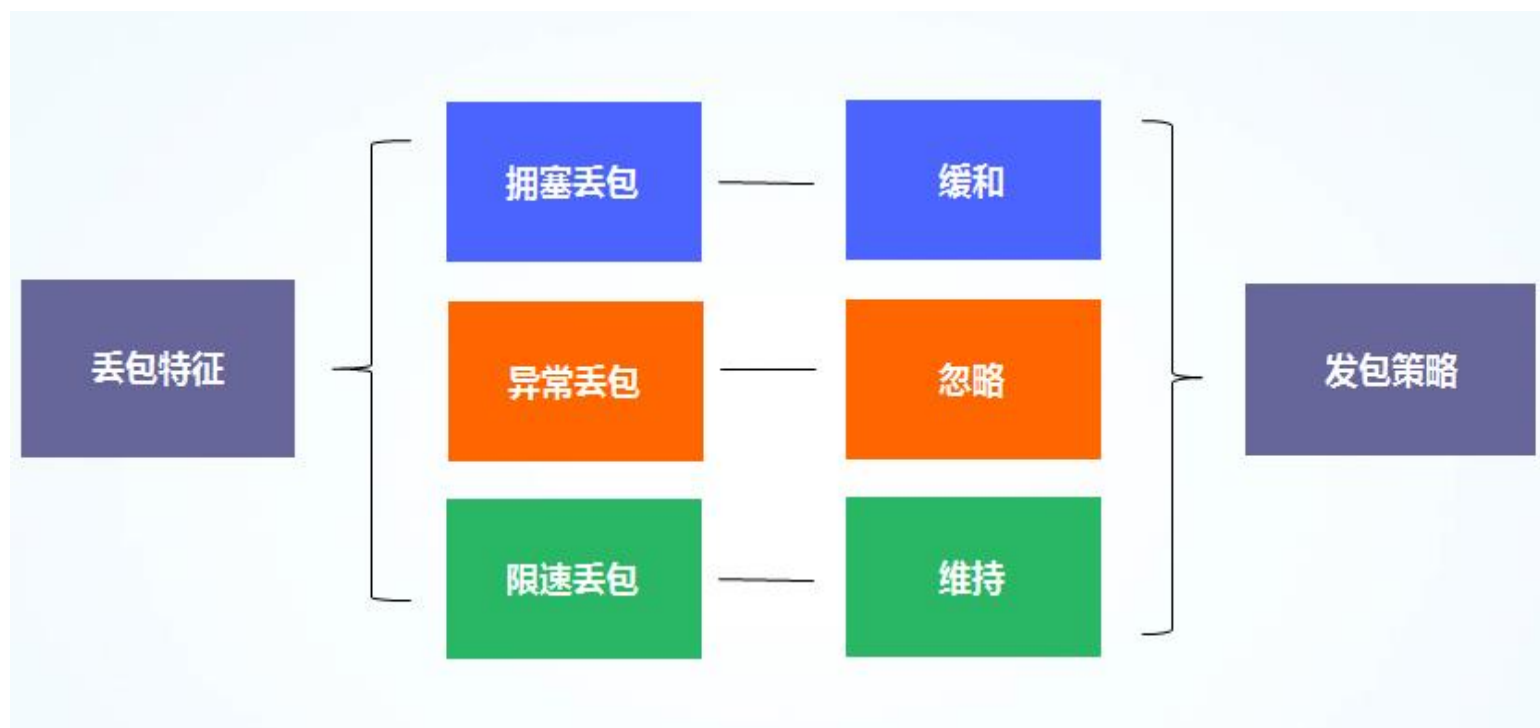 丢包特征
拥塞丢包
缓和
异常丢包
忽略
限速丢包
维持
发包策略